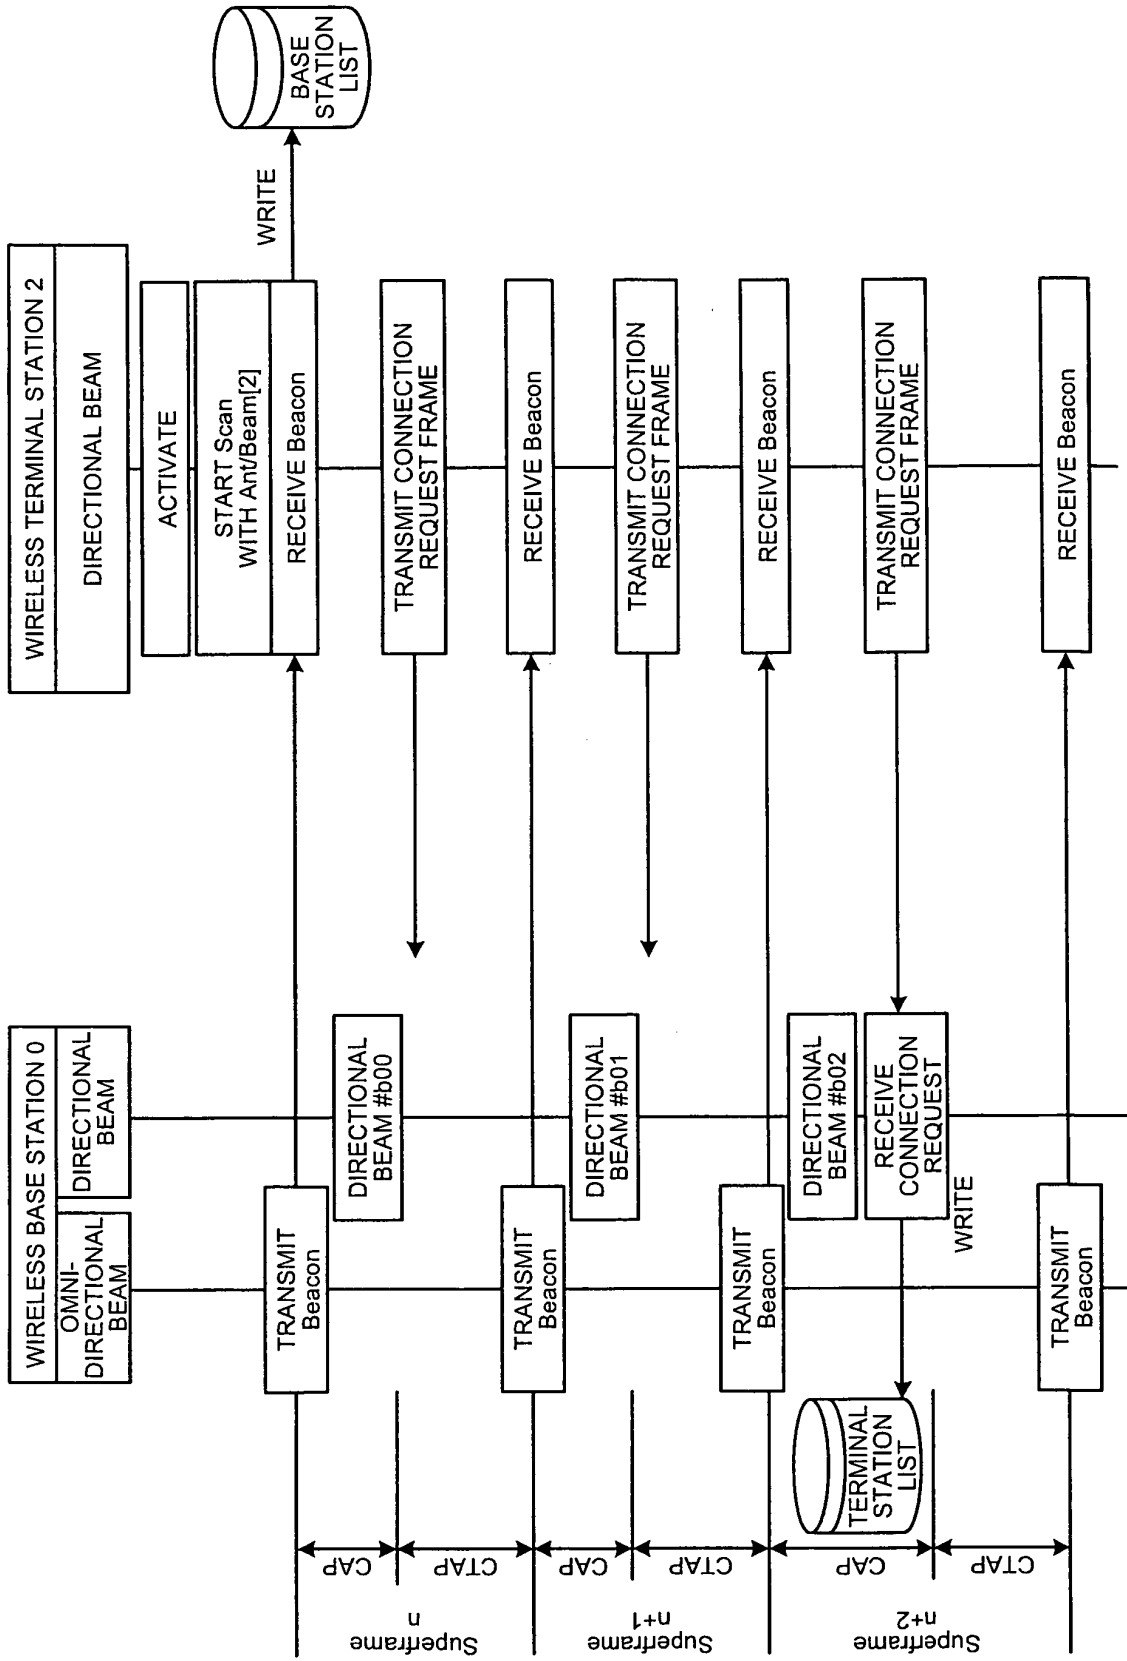 WIRELESS BASE STATION 0
OMNI-
DIRECTIONAL
BEAM
DIRECTIONAL
BEAM
WIRELESS TERMINAL STATION 2
DIRECTIONAL BEAM
ACTIVATE
START Scan
WITH Ant/Beam[2]
TRANSMIT
Beacon
RECEIVE Beacon
WRITE
BASE
STATION
LIST
Superframe
n
CAP
CTAP
DIRECTIONAL
BEAM #b00
TRANSMIT CONNECTION
REQUEST FRAME
TRANSMIT
Beacon
RECEIVE Beacon
Superframe
n+1
CAP
CTAP
DIRECTIONAL
BEAM #b01
TRANSMIT CONNECTION
REQUEST FRAME
TRANSMIT
Beacon
RECEIVE Beacon
Superframe
n+2
CAP
CTAP
DIRECTIONAL
BEAM #b02
TERMINAL
STATION
LIST
RECEIVE
CONNECTION
REQUEST
WRITE
TRANSMIT CONNECTION
REQUEST FRAME
TRANSMIT
Beacon
RECEIVE Beacon